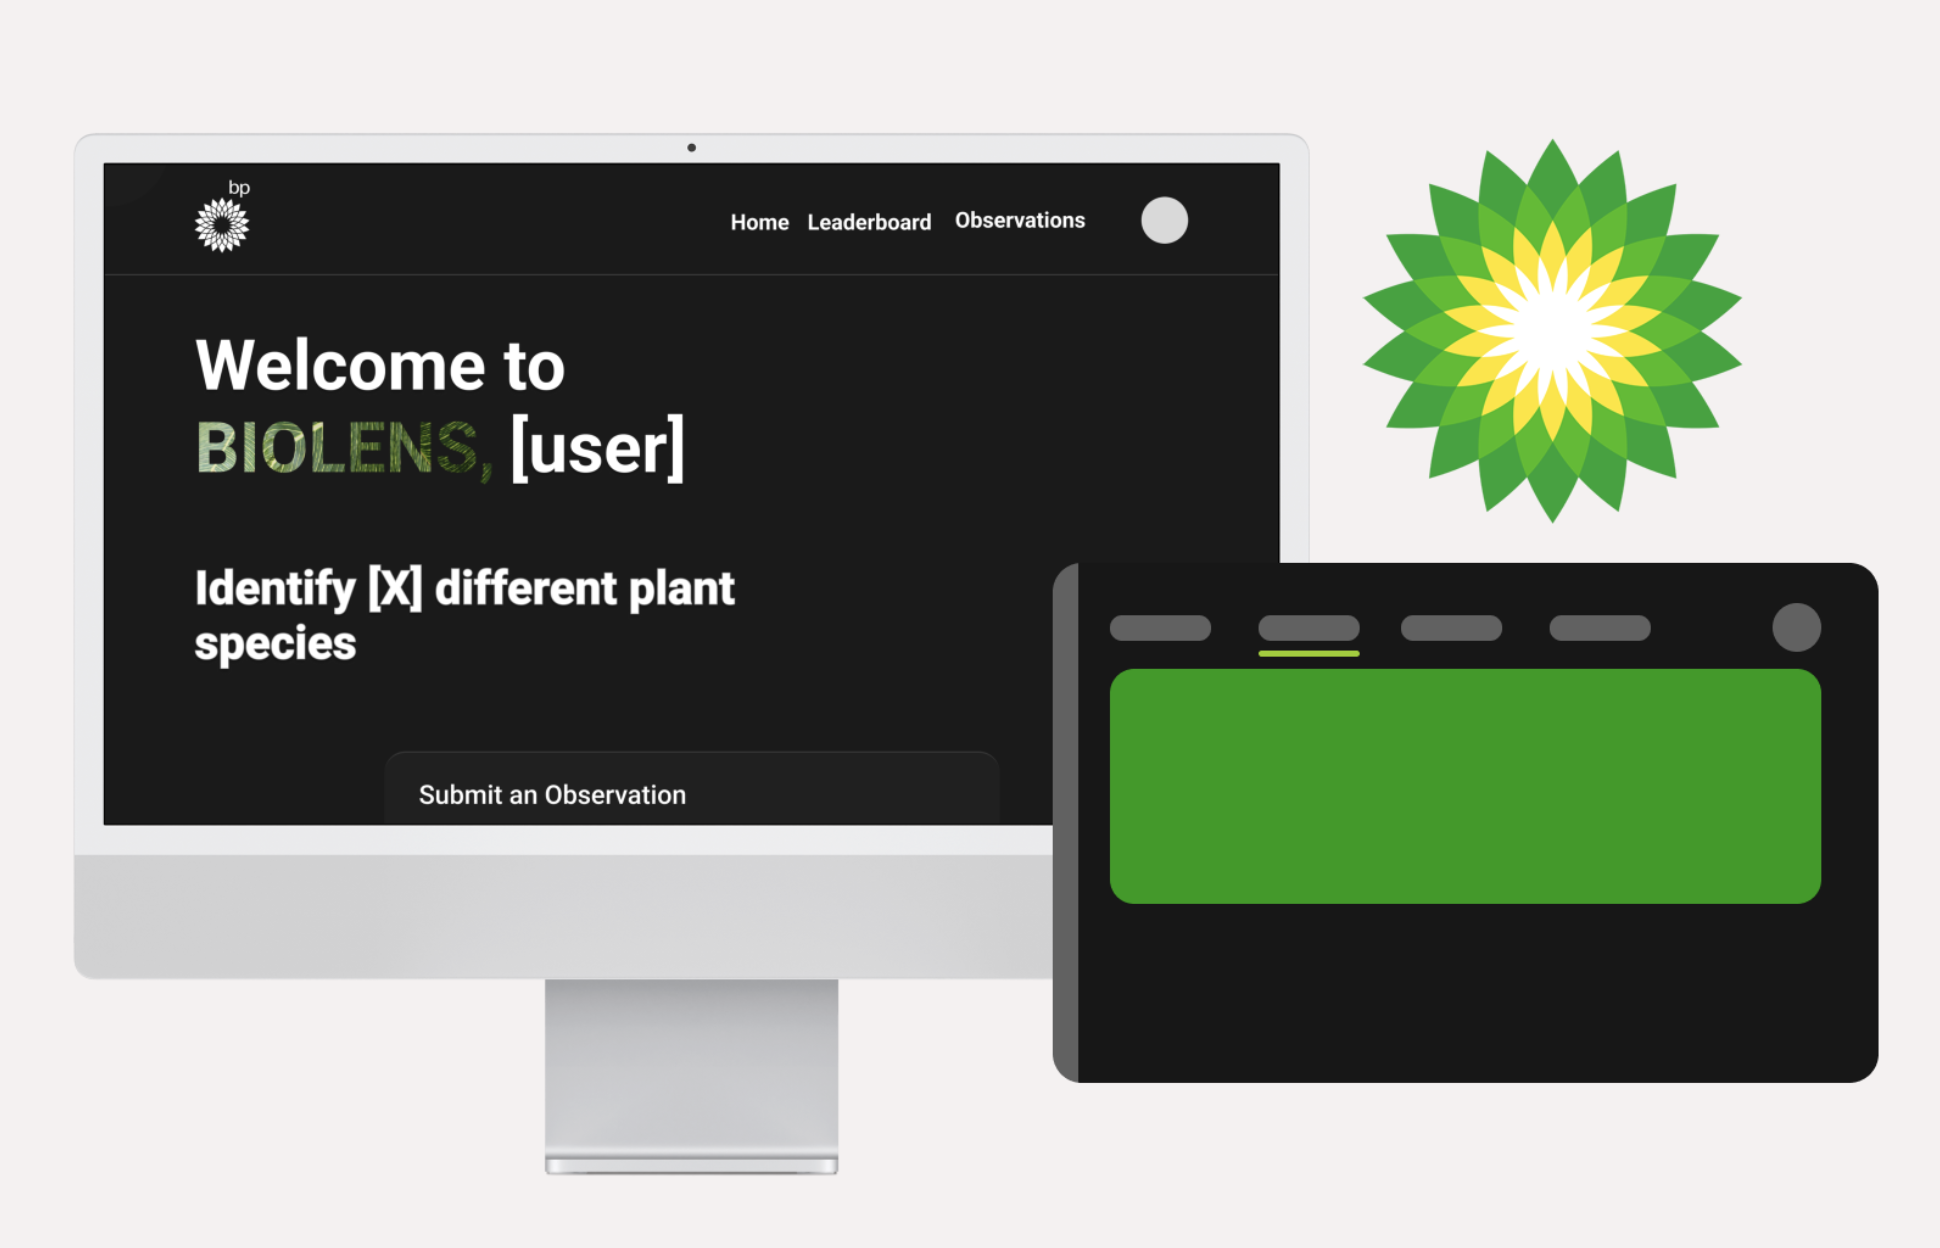 bp
Home Leaderboard Observations
Welcome to
BIOLENS, [user]
Identify [X] different plant
species
Submit an Observation